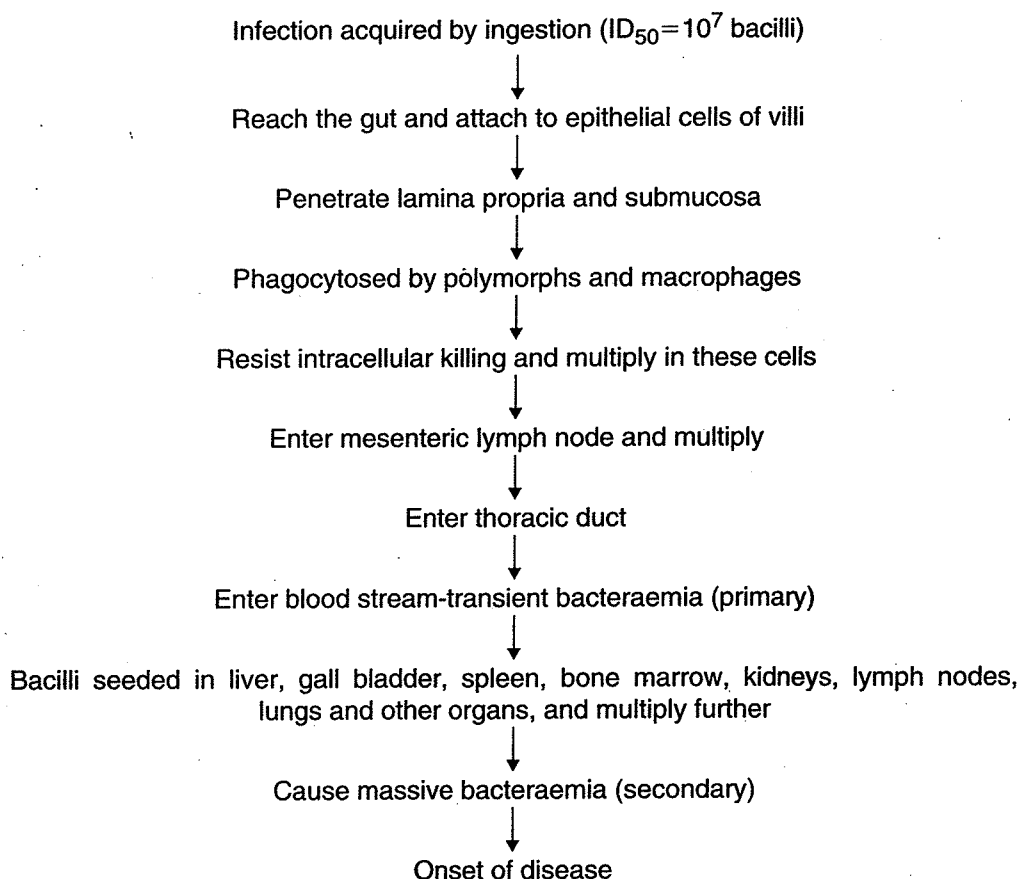 Infection acquired by ingestion (ID₅₀=10⁷ bacilli)
Reach the gut and attach to epithelial cells of villi
Penetrate lamina propria and submucosa
Phagocytosed by polymorphs and macrophages
Resist intracellular killing and multiply in these cells
Enter mesenteric lymph node and multiply
Enter thoracic duct
Enter blood stream-transient bacteraemia (primary)
Bacilli seeded in liver, gall bladder, spleen, bone marrow, kidneys, lymph nodes,
lungs and other organs, and multiply further
Cause massive bacteraemia (secondary)
Onset of disease